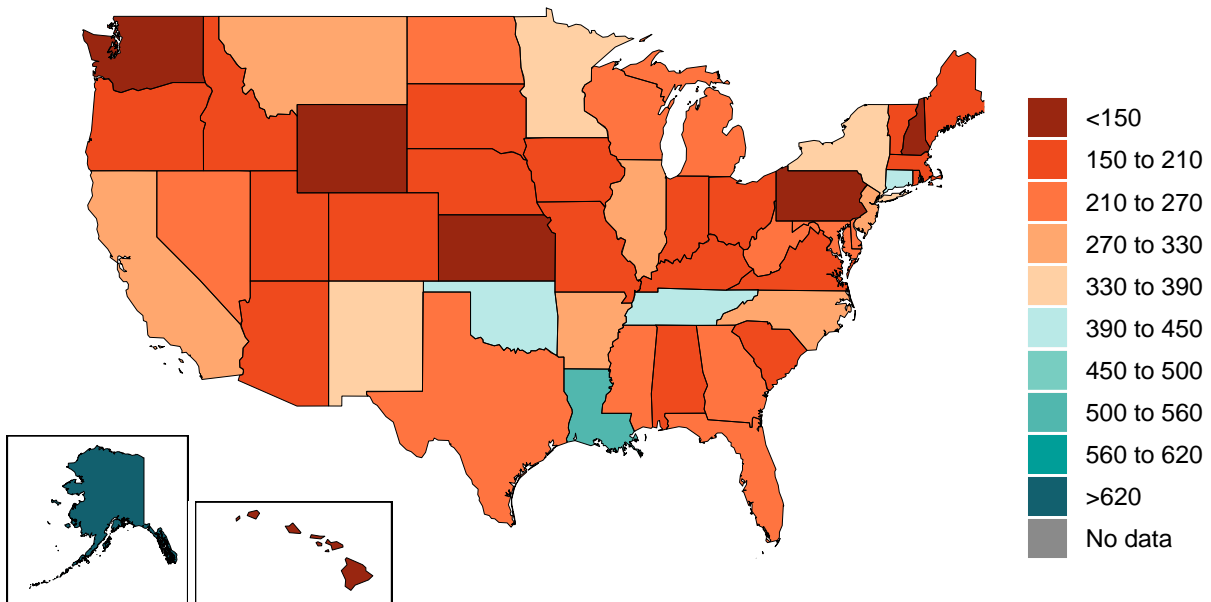 <150
150 to 210
210 to 270
270 to 330
330 to 390
390 to 450
450 to 500
500 to 560
560 to 620
>620
No data